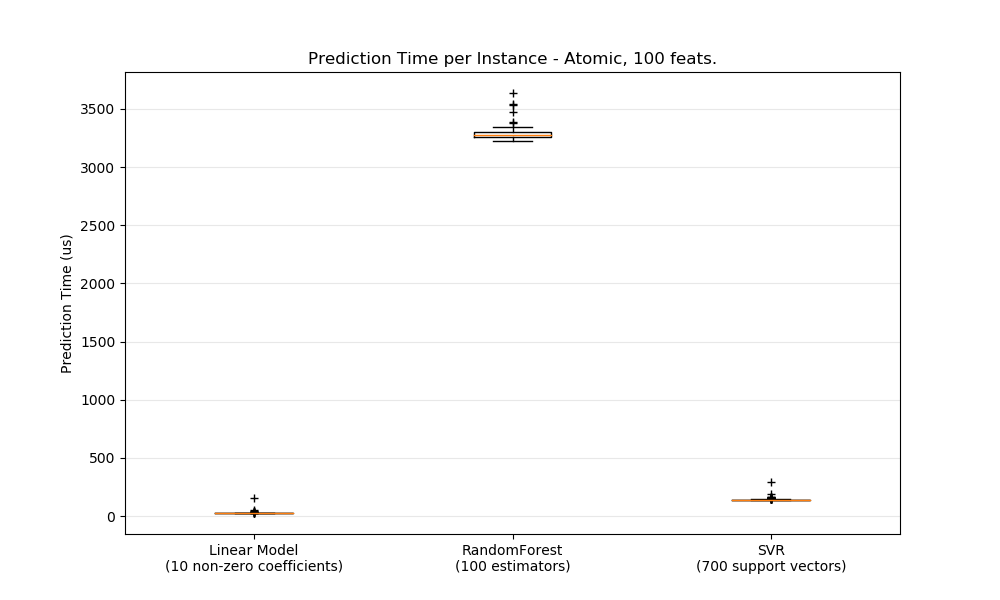 Prediction Time per Instance - Atomic, 100 feats.
Prediction Time (us)
3500
3000
2500
2000
1500
1000
500
0
Linear Model
(10 non-zero coefficients)
RandomForest
(100 estimators)
SVR
(700 support vectors)